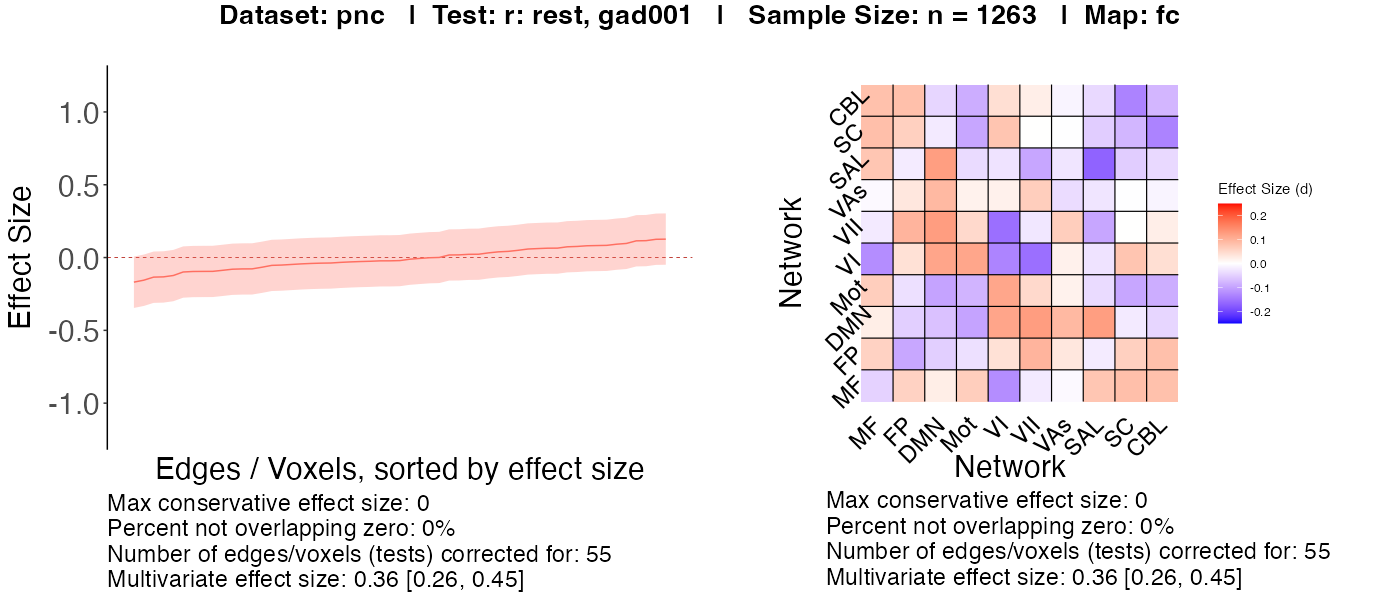 Dataset: pnc | Test: r: rest, gad001 | Sample Size: n = 1263 | Map: fc
Effect Size
1.0
0.5
0.0
-0.5
-1.0
Edges / Voxels, sorted by effect size
Max conservative effect size: 0
Percent not overlapping zero: 0%
Number of edges/voxels (tests) corrected for: 55
Multivariate effect size: 0.36 [0.26, 0.45]
Network
CBL
SC
SAL
VAs
VII
VI
Mot
DMN
FP
MF
MF
FP
DMN
Mot
VI
VII
VAs
SAL
SC
CBL
Network
Effect Size (d)
0.2
0.1
0.0
-0.1
-0.2
Max conservative effect size: 0
Percent not overlapping zero: 0%
Number of edges/voxels (tests) corrected for: 55
Multivariate effect size: 0.36 [0.26, 0.45]